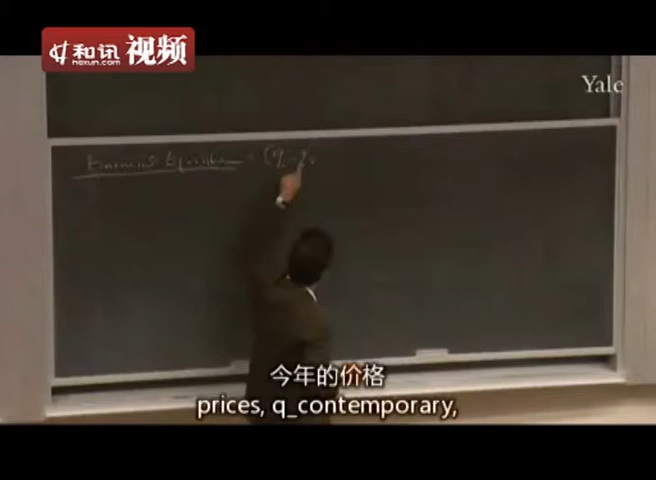 和讯 视频
hexun.com
Yale
= (q
今年的价格
prices, q_contemporary,